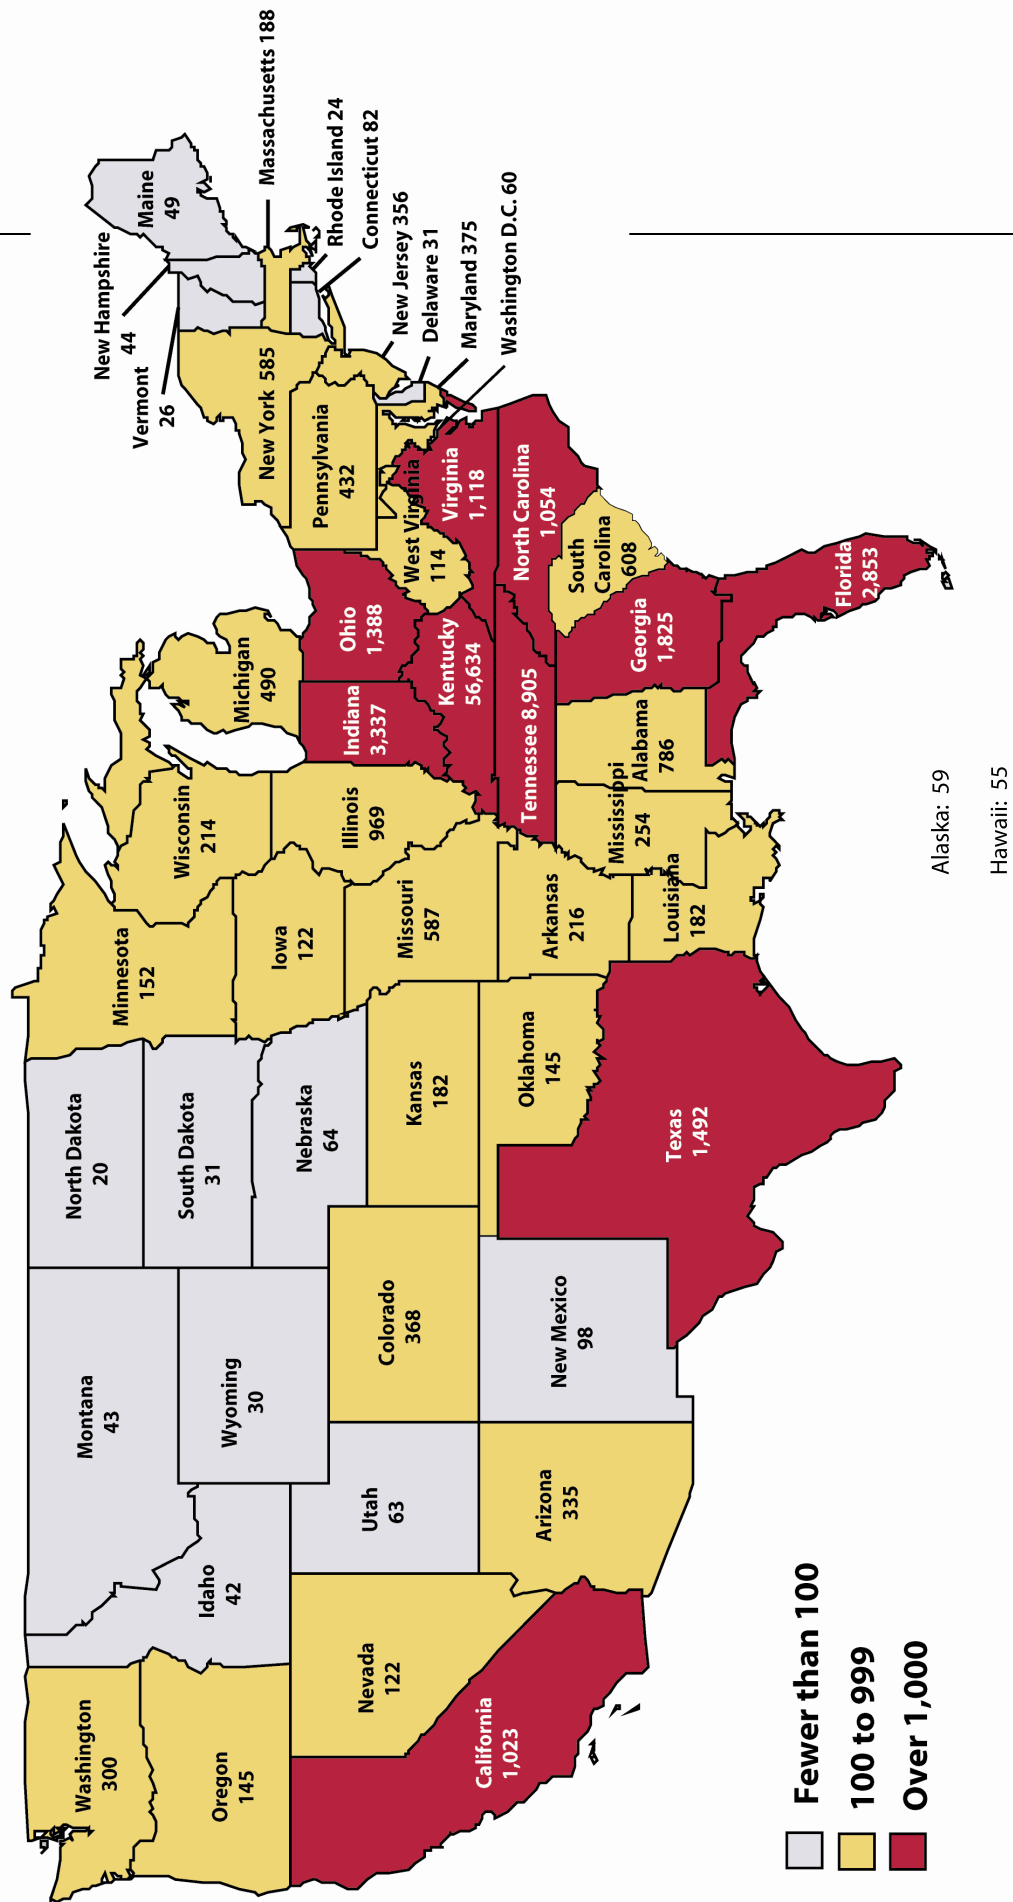 Washington
300
Oregon
145
California
1,023
Nevada
122
Idaho
42
Montana
43
Wyoming
30
Utah
63
Arizona
335
Colorado
368
New Mexico
98
North Dakota
20
South Dakota
31
Nebraska
64
Kansas
182
Oklahoma
145
Texas
1,492
Minnesota
152
Iowa
122
Missouri
587
Arkansas
216
Louisiana
182
Wisconsin
214
Illinois
969
Mississippi
254
Michigan
490
Indiana
3,337
Ohio
1,388
Kentucky
56,634
Tennessee 8,905
Alabama
786
Georgia
1,825
Florida
2,853
South
Carolina
608
North Carolina
1,054
Virginia
1,118
West Virginia
114
Pennsylvania
432
New York 585
Vermont
26
New Hampshire
44
Maine
49
Massachusetts 188
Rhode Island 24
Connecticut 82
New Jersey 356
Delaware 31
Maryland 375
Washington D.C. 60
Alaska: 59
Hawaii: 55
Fewer than 100
100 to 999
Over 1,000